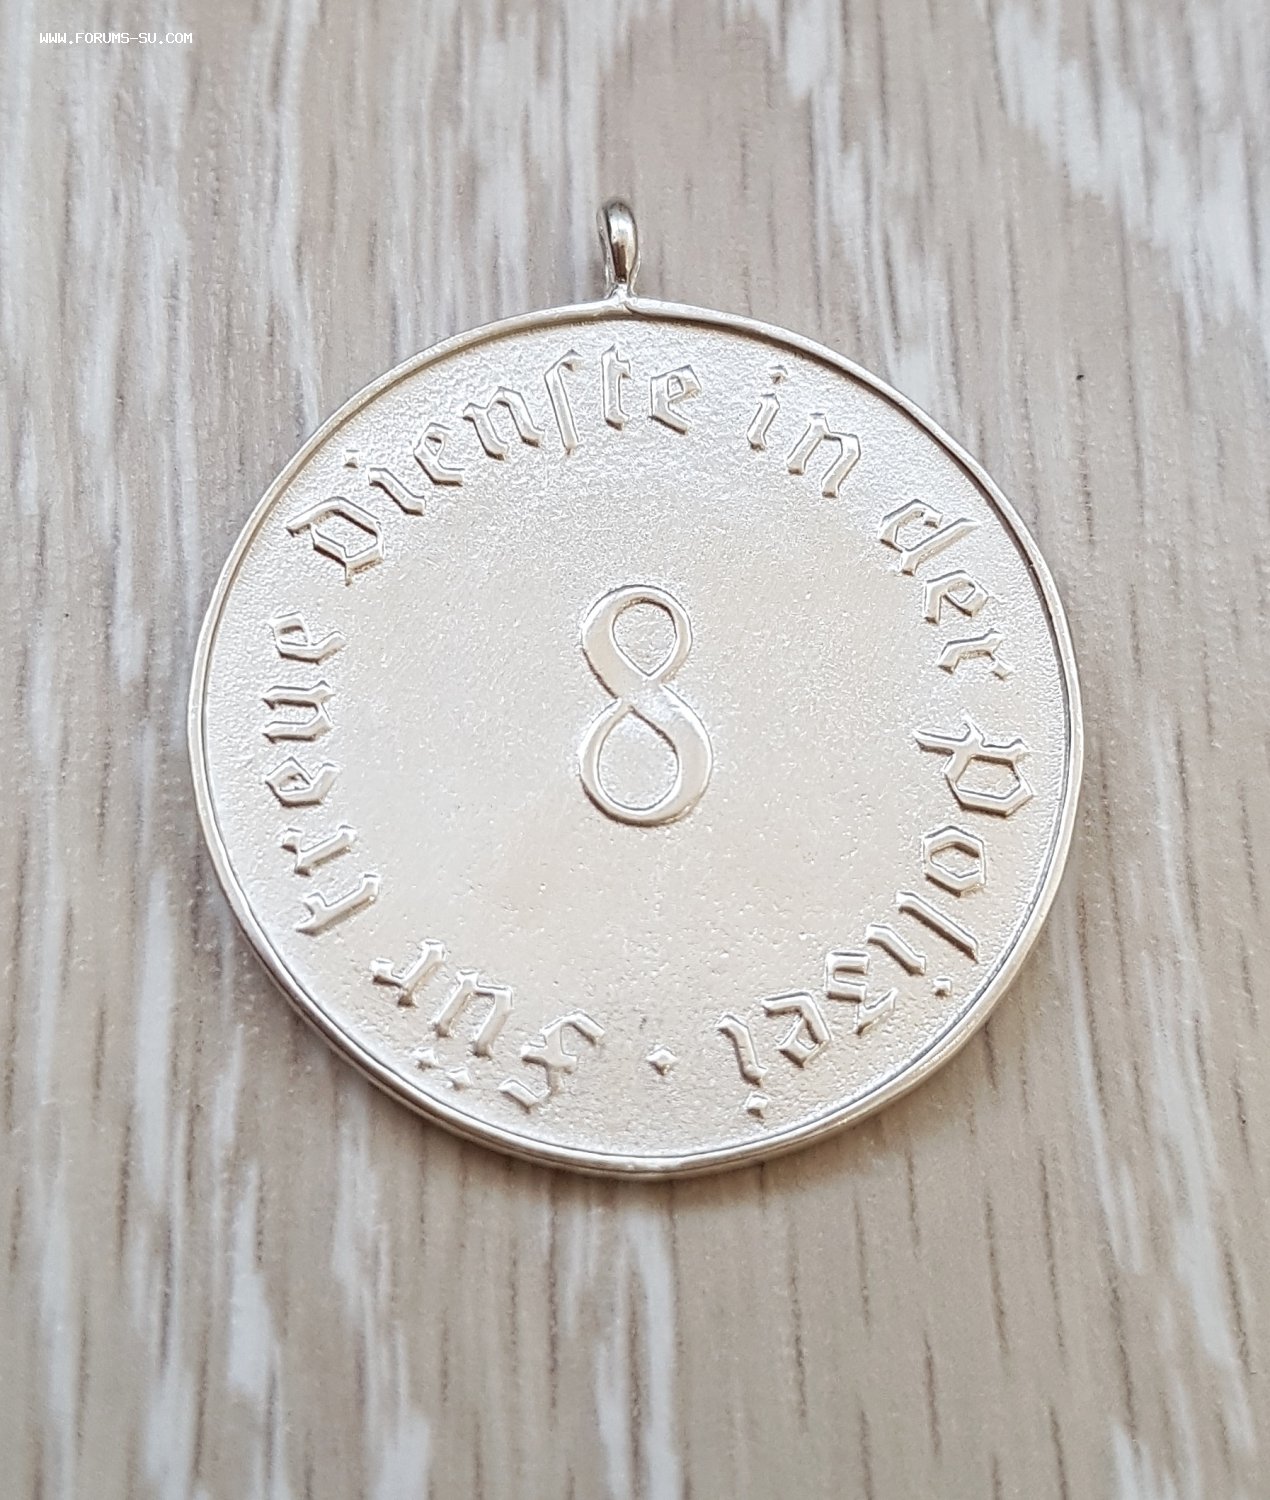 WWW.FORUMS-SU.COM
Für treue Dienste in der Polizei ·
8